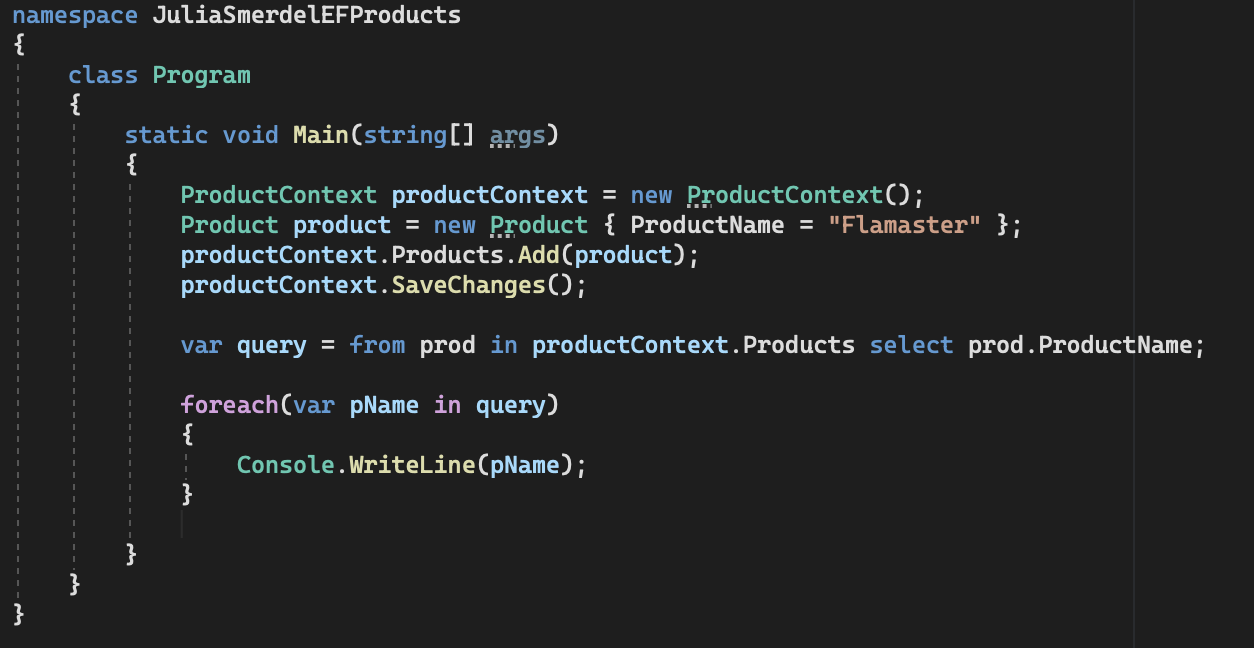 namespace JuliaSmerdelEFProducts
{
    class Program
    {
        static void Main(string[] args)
        {
            ProductContext productContext = new ProductContext();
            Product product = new Product { ProductName = "Flamaster" };
            productContext.Products.Add(product);
            productContext.SaveChanges();

            var query = from prod in productContext.Products select prod.ProductName;

            foreach(var pName in query)
            {
                Console.WriteLine(pName);
            }

        }
    }
}